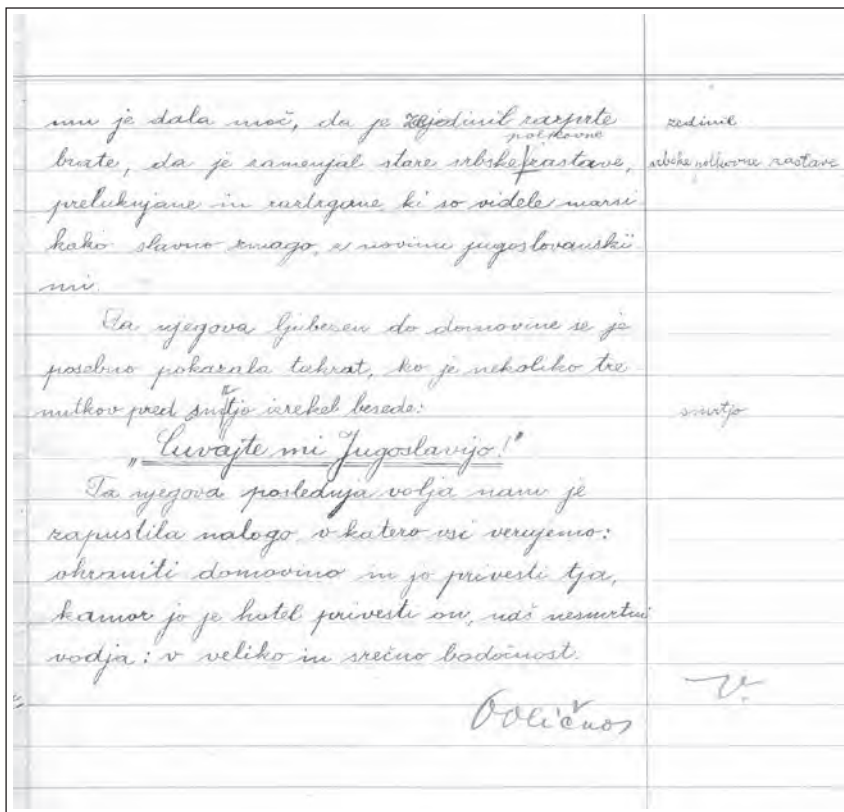 mu je dala moč, da je zedinil razprte zedinil
polkovne
brate, da je zamenjal stare srbske zastave, srbske polkovne zastave
preluknjane in raztrgane, ki so videle marsi
kako slavno zmago, z novimi jugoslovanski
mi.
Ta njegova ljubezen do domovine se je
posebno pokazala takrat, ko je nekoliko tre
nutkov pred smrtjo izrekel besede: smrtjo
„Čuvajte mi Jugoslavijo!"
Ta njegova poslednja volja nam je
zapustila nalogo, v katero vsi verujemo:
ohraniti domovino in jo privesti tja,
kamor jo je hotel privesti on, naš nesmrtni
vodja: v veliko in srečno bodočnost.
V.